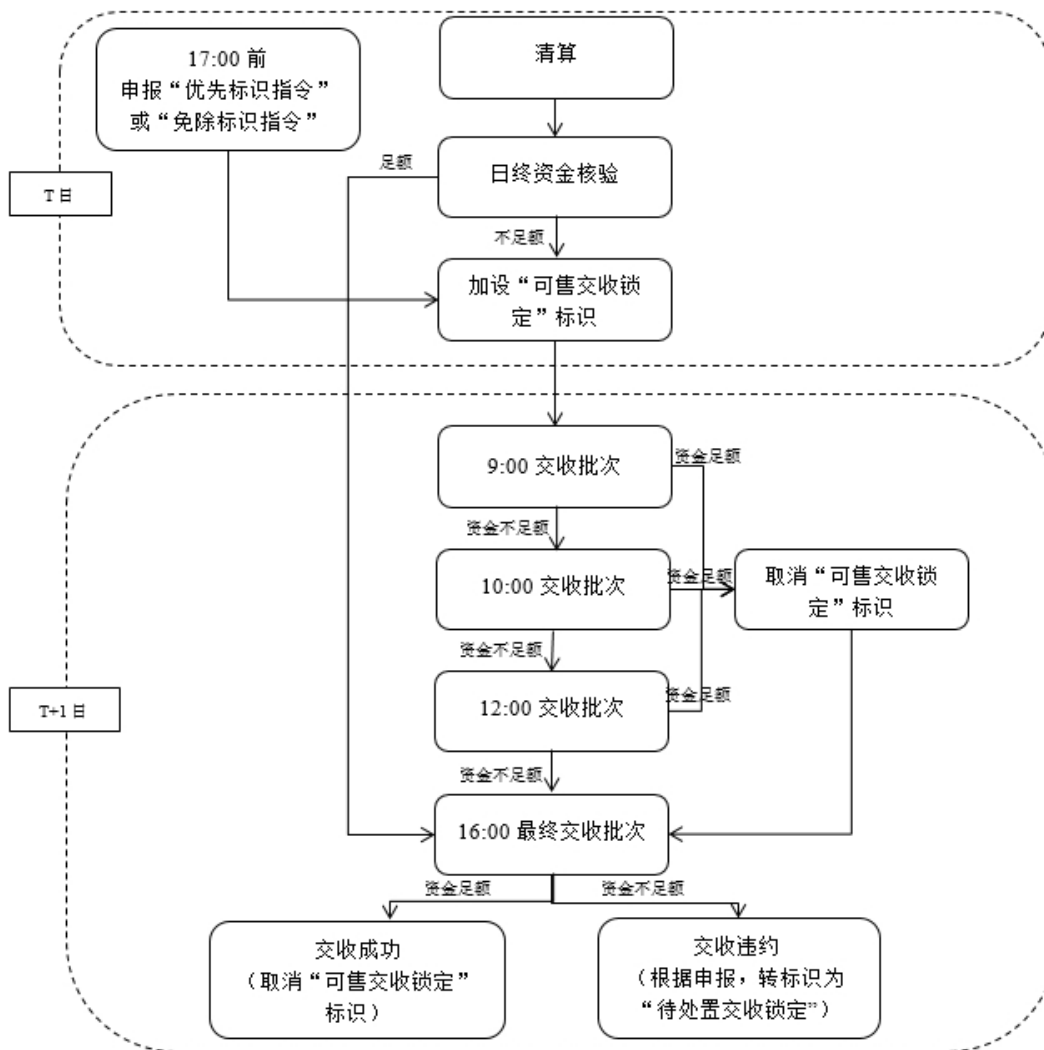 17:00 前
申报“优先标识指令”
或“免除标识指令”
清算
足额
日终资金核验
T 日
不足额
加设“可售交收锁
定”标识
9:00 交收批次
资金足额
资金不足额
10:00 交收批次
资金足额
取消“可售交收锁
定”标识
资金不足额
T+1 日
12:00 交收批次
资金足额
资金不足额
16:00 最终交收批次
资金足额
资金不足额
交收成功
（取消“可售交收锁定”
标识）
交收违约
（根据申报，转标识为
“待处置交收锁定”）